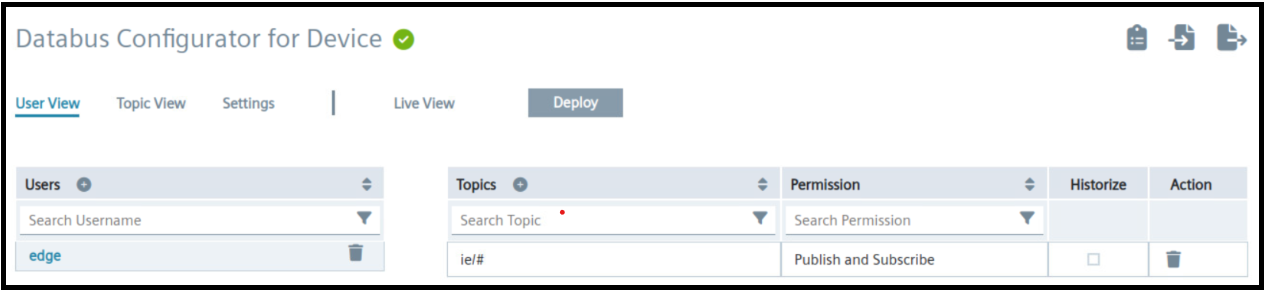 Databus Configurator for Device
User View Topic View Settings Live View Deploy
Users Topics Permission Historize Action
Search Username Search Topic Search Permission
edge ie/# Publish and Subscribe